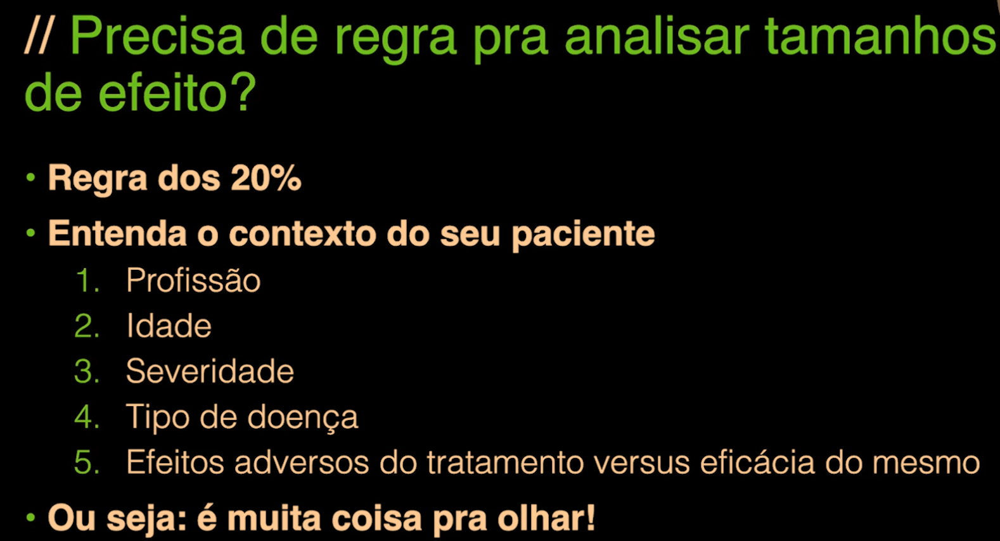 // Precisa de regra pra analisar tamanhos
de efeito?
• Regra dos 20%
• Entenda o contexto do seu paciente
1. Profissão
2. Idade
3. Severidade
4. Tipo de doença
5. Efeitos adversos do tratamento versus eficácia do mesmo
• Ou seja: é muita coisa pra olhar!